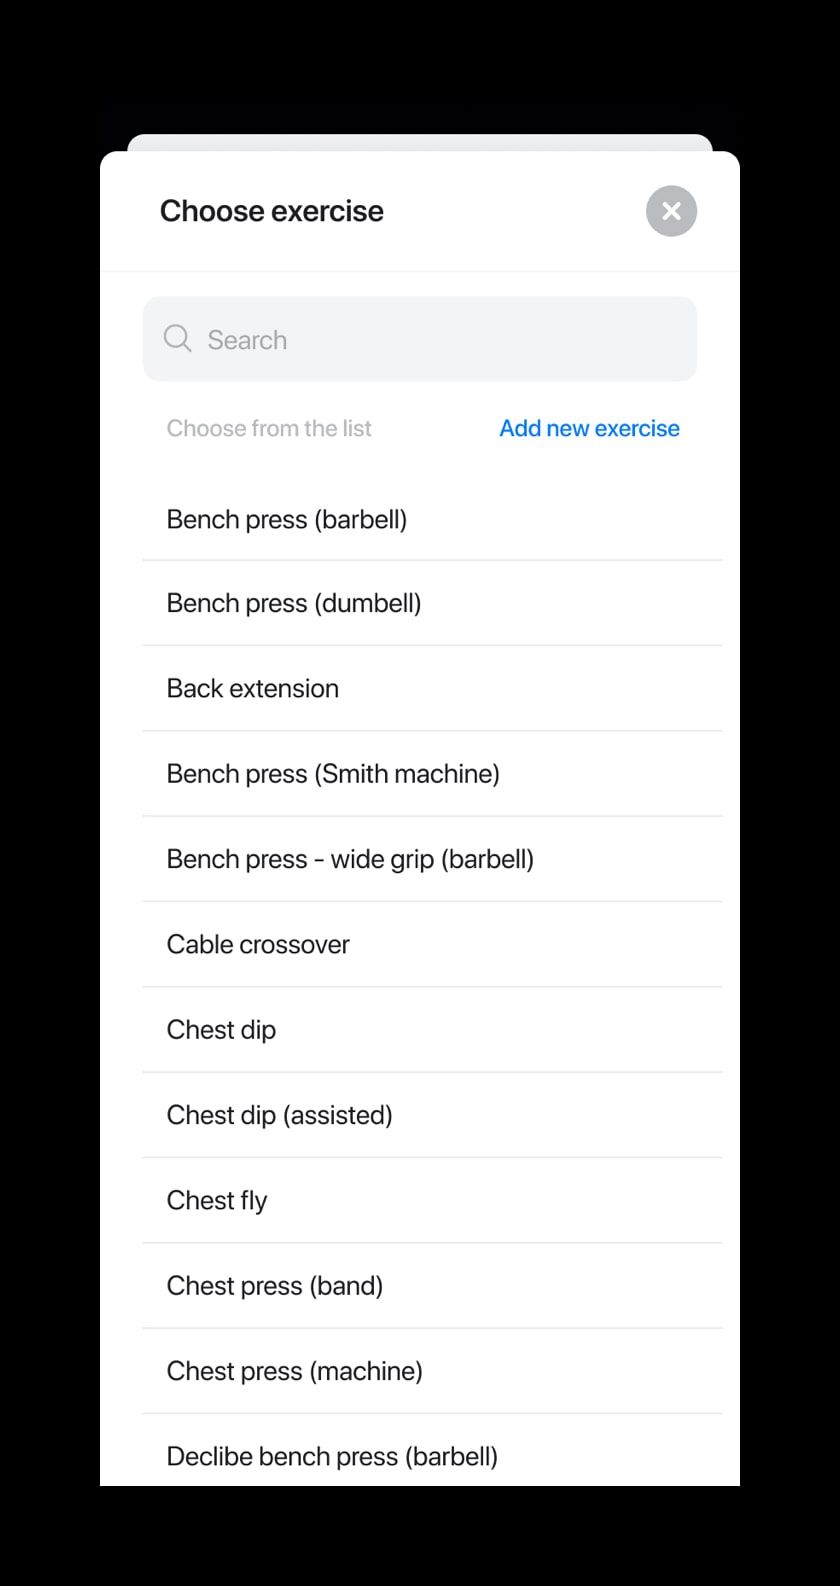 Choose exercise
Search
Choose from the list
Add new exercise
Bench press (barbell)
Bench press (dumbell)
Back extension
Bench press (Smith machine)
Bench press - wide grip (barbell)
Cable crossover
Chest dip
Chest dip (assisted)
Chest fly
Chest press (band)
Chest press (machine)
Declibe bench press (barbell)